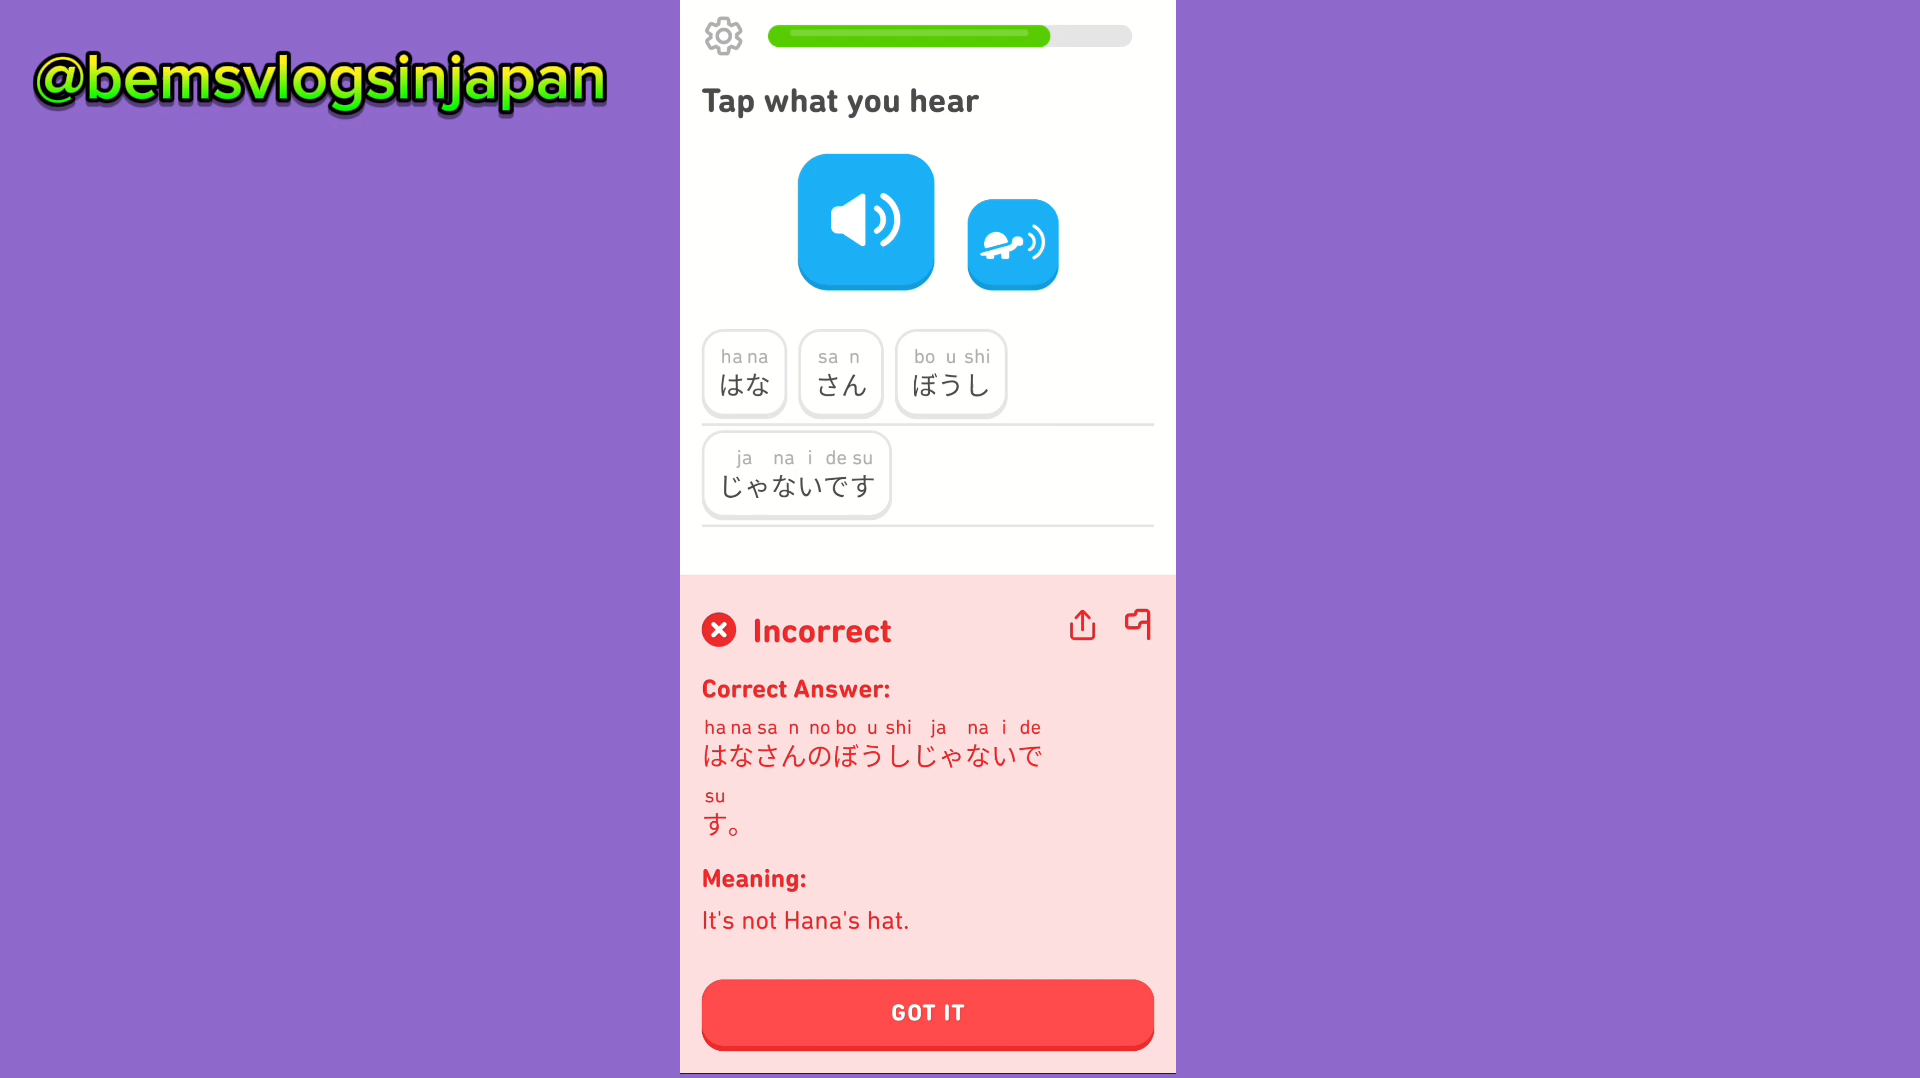 @bemsvlogsinjapan
Tap what you hear
ha na sa n bo u shi
はな さん ぼうし
ja na i de su
じゃないです
Incorrect
Correct Answer:
ha na sa n no bo u shi ja na i de
はなさんのぼうしじゃないで
su
す。
Meaning:
It's not Hana's hat.
GOT IT